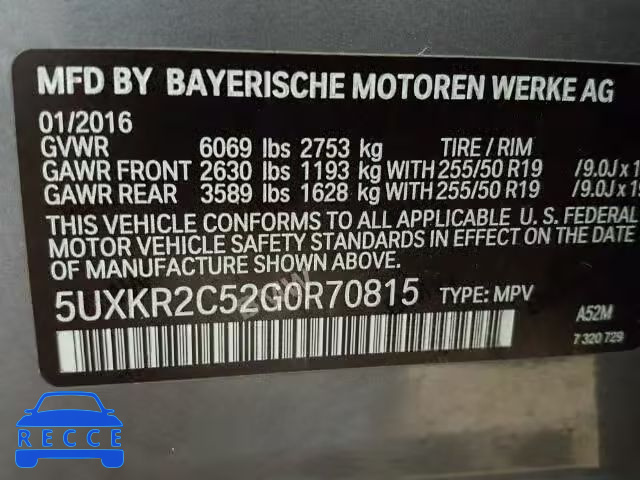 MFD BY BAYERISCHE MOTOREN WERKE AG
01/2016
GVWR 6069 lbs 2753 kg TIRE / RIM
GAWR FRONT 2630 lbs 1193 kg WITH 255/50 R19 /9.0J x 1
GAWR REAR 3589 lbs 1628 kg WITH 255/50 R19 /9.0J x 1
THIS VEHICLE CONFORMS TO ALL APPLICABLE U. S. FEDERAL
MOTOR VEHICLE SAFETY STANDARDS IN EFFECT ON THE DATE
OF MANUFACTURE SHOWN ABOVE.
5UXKR2C52G0R70815 TYPE: MPV
A52M
7 320 729
RECCE